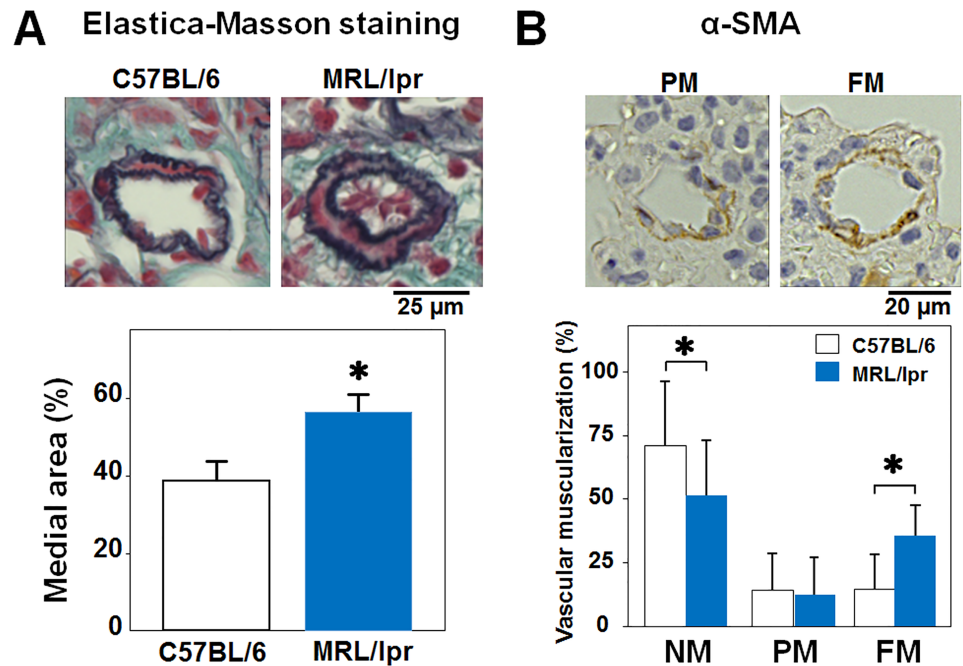 A Elastica-Masson staining
C57BL/6 MRL/lpr
25 µm
Medial area (%)
60
40
20
0
*
C57BL/6 MRL/lpr
B α-SMA
PM FM
20 µm
Vascular muscularization (%)
100
75
50
25
0
C57BL/6
MRL/lpr
*
*
NM PM FM